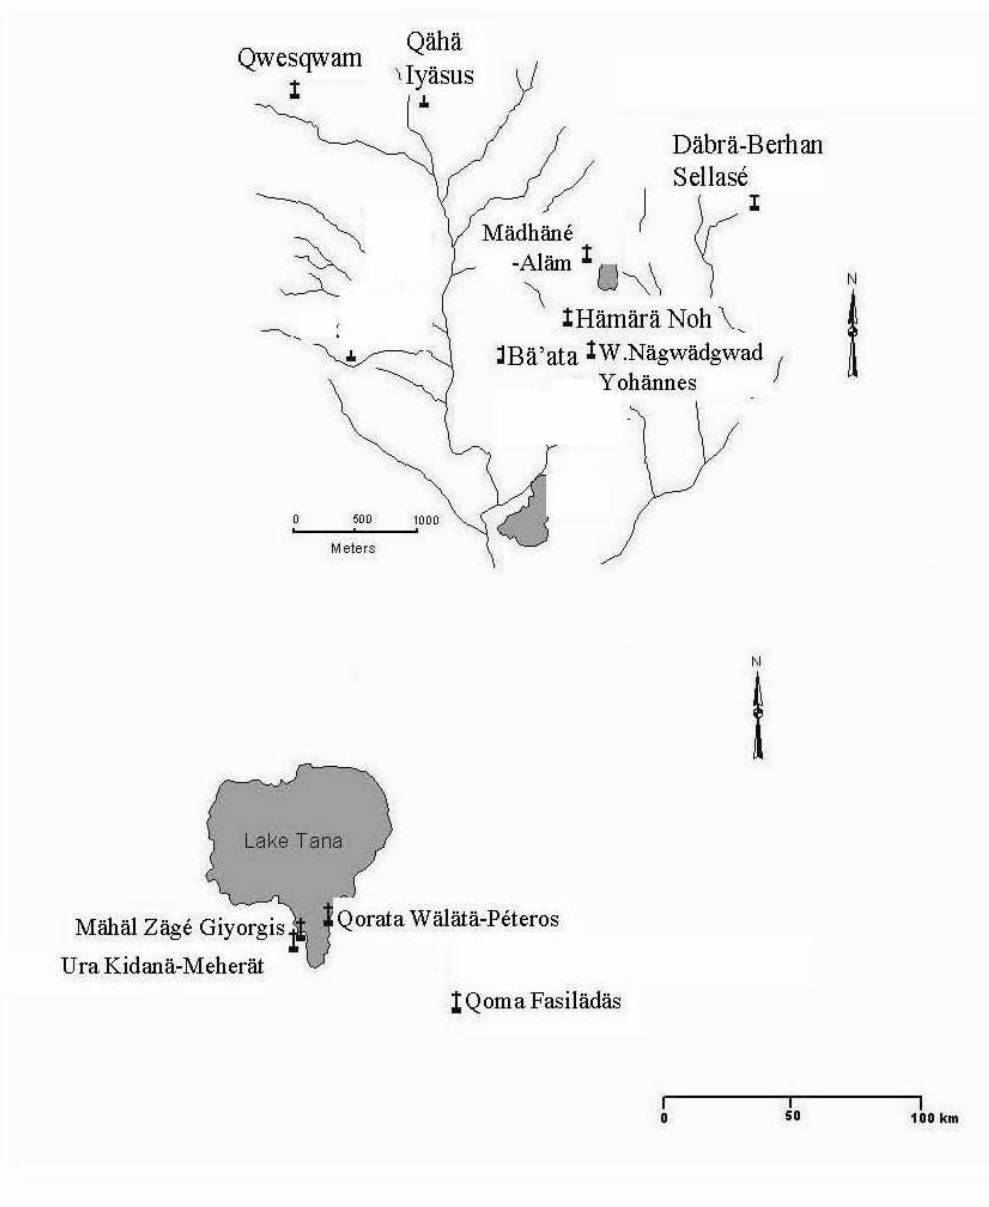 Qwesqwam
Qähä
Iyäsus
Däbrä-Berhan
Sellasé
Mädhäné
-Aläm
N
Hämärä Noh
Bä’ata
W.Nägwädgwad
Yohännes
0 500 1000
Meters
N
Lake Tana
Mähäl Zägé Giyorgis
Qorata Wälätä-Péteros
Ura Kidanä-Meherät
Qoma Fasilädäs
0 50 100 km